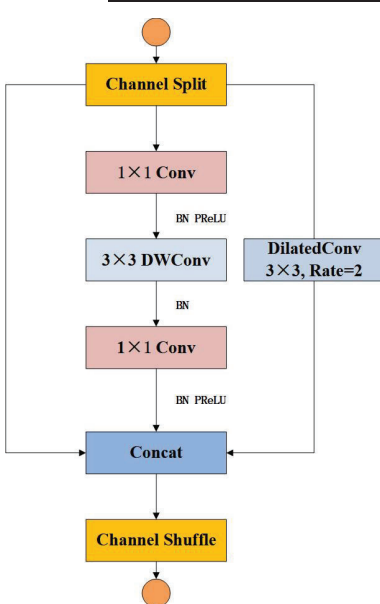 Channel Split
1×1 Conv
BN PReLU
3×3 DWConv
DilatedConv
3×3, Rate=2
BN
1×1 Conv
BN PReLU
Concat
Channel Shuffle